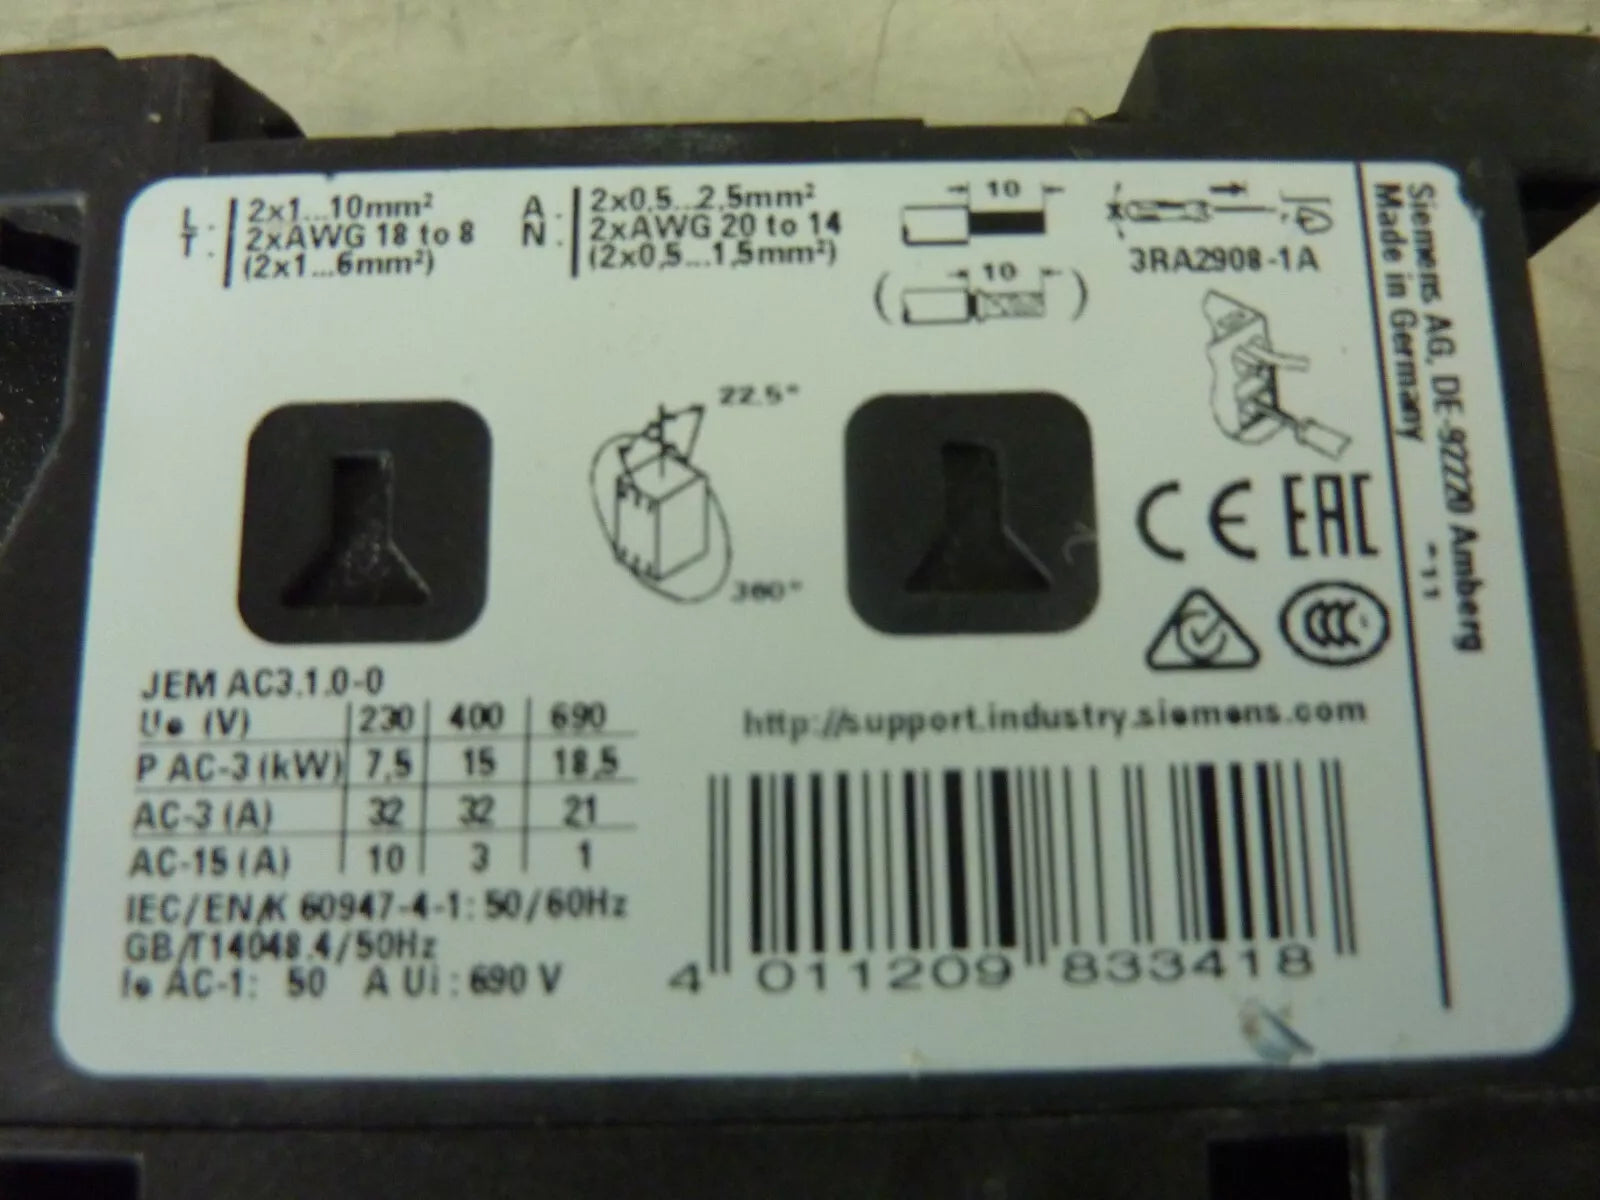 L. 2x1...10mm²
T. 2xAWG 18 to 8
(2x1...6mm²)
A. 2x0,5...2,5mm²
N. 2xAWG 20 to 14
(2x0,5...1,5mm²)
10
( 10 )
3RA2908-1A
22.5°
360°
CE EAC
CCC
Siemens AG, DE-92220 Amberg
Made in Germany -11
JEM AC3.1.0-0
Ue (V) 230 400 690
P AC-3 (kW) 7,5 15 18,5
AC-3 (A) 32 32 21
AC-15 (A) 10 3 1
IEC/EN/K 60947-4-1: 50/60Hz
GB/T14048.4/50Hz
Ie AC-1: 50 A Ui : 690 V
http://support.industry.siemens.com
4 011209 833418